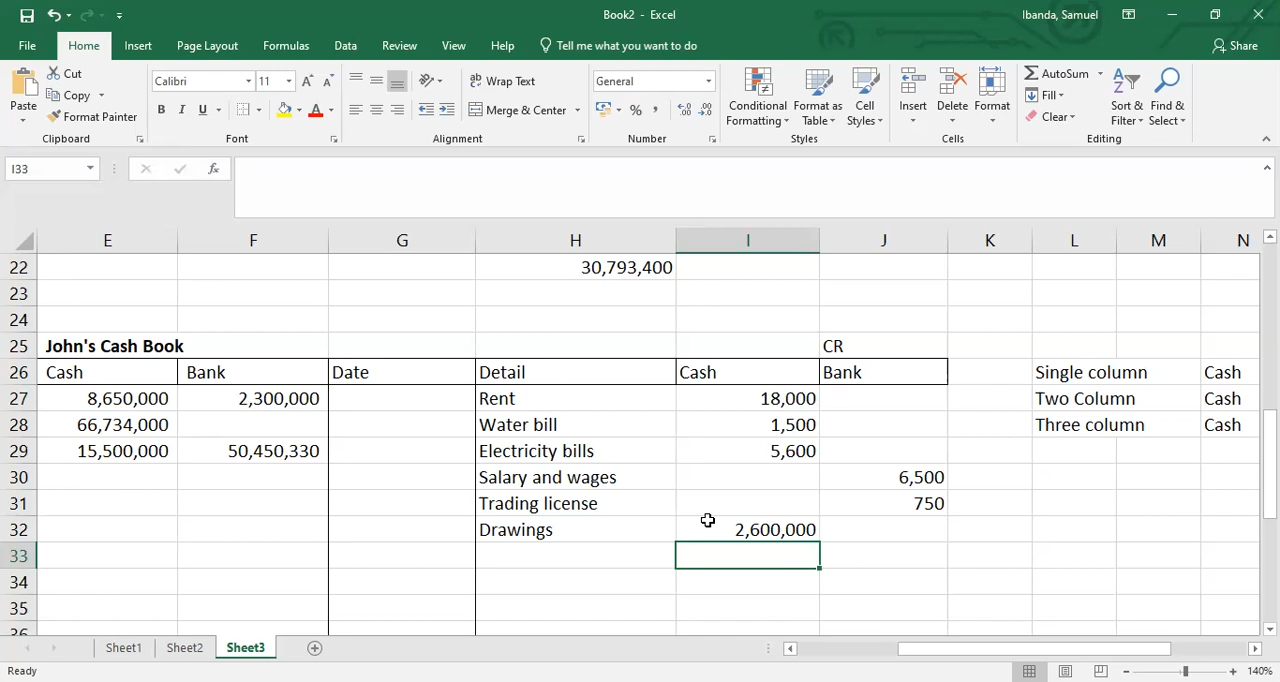 Book2 - Excel
Ibanda, Samuel
File Home Insert Page Layout Formulas Data Review View Help Tell me what you want to do Share
Paste
Cut
Copy
Format Painter
Calibri 11
B I U
Wrap Text
Merge & Center
General
%
Conditional Formatting
Format as Table
Cell Styles
Insert Delete Format
AutoSum
Fill
Clear
Sort & Filter
Find & Select
Clipboard Font Alignment Number Styles Cells Editing
I33 fx
E F G H I J K L M N
22 30,793,400
23
24
25 John's Cash Book CR
26 Cash Bank Date Detail Cash Bank Single column Cash
27 8,650,000 2,300,000 Rent 18,000 Two Column Cash
28 66,734,000 Water bill 1,500 Three column Cash
29 15,500,000 50,450,330 Electricity bills 5,600
30 Salary and wages 6,500
31 Trading license 750
32 Drawings 2,600,000
33
34
35
36
Sheet1 Sheet2 Sheet3
Ready 140%